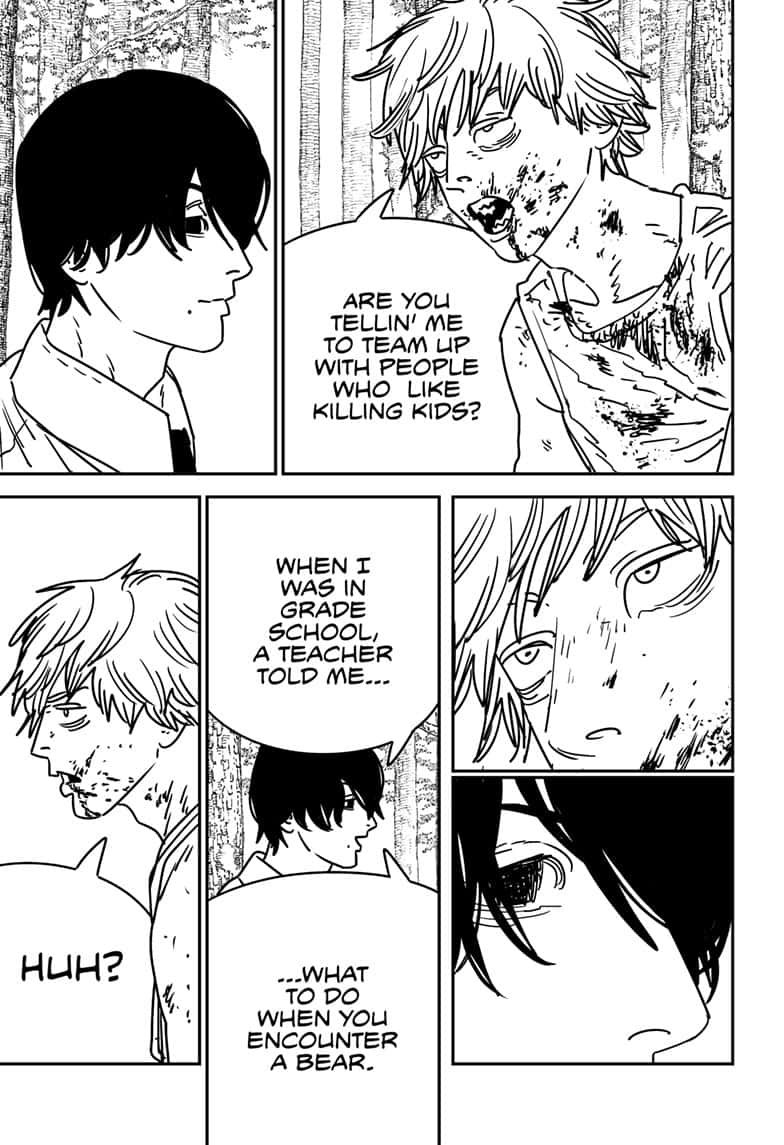 ARE YOU
TELLIN' ME
TO TEAM UP
WITH PEOPLE
WHO LIKE
KILLING KIDS?
WHEN I
WAS IN
GRADE
SCHOOL,
A TEACHER
TOLD ME...
...WHAT
TO DO
WHEN YOU
ENCOUNTER
A BEAR.
HUH?